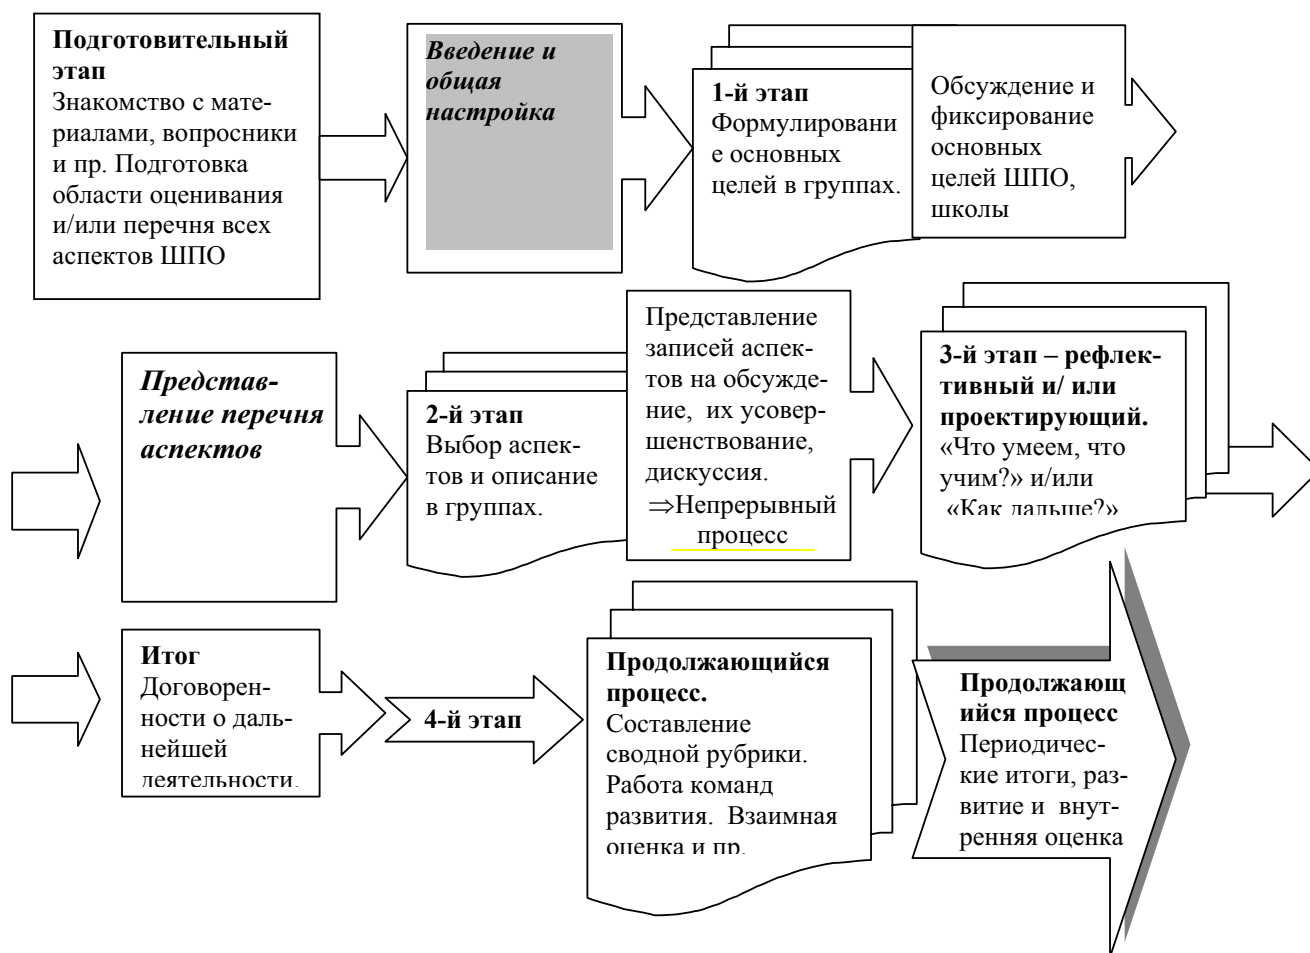 Подготовительный
этап
Знакомство с мате-
риалами, вопросники
и пр. Подготовка
области оценивания
и/или перечня всех
аспектов ШПО
Введение и
общая
настройка
1-й этап
Формулировани
е основных
целей в группах.
Обсуждение и
фиксирование
основных
целей ШПО,
школы
Представ-
ление перечня
аспектов
2-й этап
Выбор аспек-
тов и описание
в группах.
Представление
записей аспек-
тов на обсужде-
ние, их усовер-
шенствование,
дискуссия.
⇒Непрерывный
процесс
3-й этап – рефлек-
тивный и/ или
проектирующий.
«Что умеем, что
учим?» и/или
«Как дальше?»
Итог
Договорен-
ности о даль-
нейшей
деятельности.
4-й этап
Продолжающийся
процесс.
Составление
сводной рубрики.
Работа команд
развития. Взаимная
оценка и пр.
Продолжающ
ийся процесс
Периодичес-
кие итоги, раз-
витие и внут-
ренняя оценка